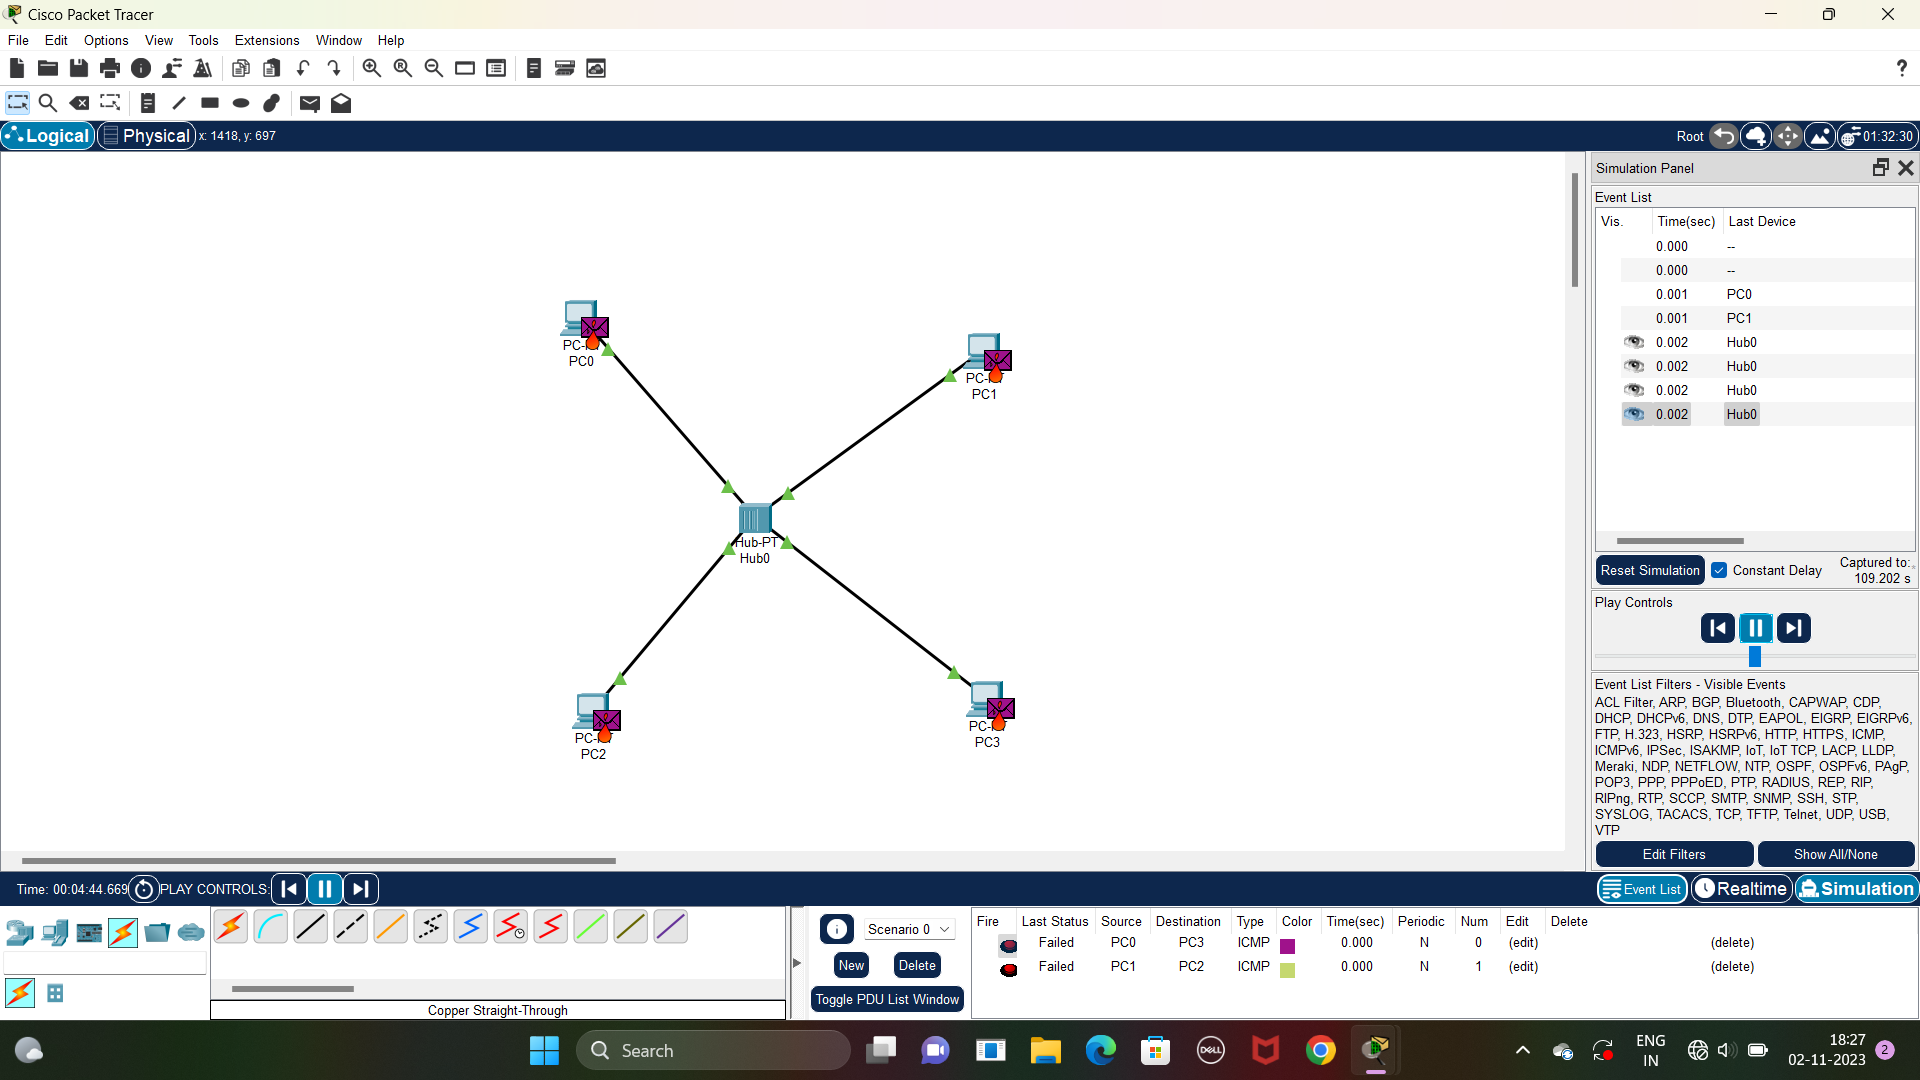 Cisco Packet Tracer
File Edit Options View Tools Extensions Window Help
?
Logical Physical x: 1418, y: 697 Root 01:32:30
Simulation Panel
Event List
Vis. Time(sec) Last Device
0.000 --
0.000 --
0.001 PC0
0.001 PC1
0.002 Hub0
0.002 Hub0
0.002 Hub0
0.002 Hub0
PC0
PC1
Hub-PT
Hub0
PC2
PC3
Reset Simulation Constant Delay Captured to:
109.202 s
Play Controls
Event List Filters - Visible Events
ACL Filter, ARP, BGP, Bluetooth, CAPWAP, CDP,
DHCP, DHCPv6, DNS, DTP, EAPOL, EIGRP, EIGRPv6,
FTP, H.323, HSRP, HSRPv6, HTTP, HTTPS, ICMP,
ICMPv6, IPSec, ISAKMP, IoT, IoT TCP, LACP, LLDP,
Meraki, NDP, NETFLOW, NTP, OSPF, OSPFv6, PAgP,
POP3, PPP, PPPoED, PTP, RADIUS, REP, RIP,
RIPng, RTP, SCCP, SMTP, SNMP, SSH, STP,
SYSLOG, TACACS, TCP, TFTP, Telnet, UDP, USB,
VTP
Edit Filters Show All/None
Time: 00:04:44.669 PLAY CONTROLS: Event List Realtime Simulation
Scenario 0
New Delete
Toggle PDU List Window
Fire Last Status Source Destination Type Color Time(sec) Periodic Num Edit Delete
Failed PC0 PC3 ICMP 0.000 N 0 (edit) (delete)
Failed PC1 PC2 ICMP 0.000 N 1 (edit) (delete)
Copper Straight-Through
Search
DELL
ENG
IN
18:27
02-11-2023
2